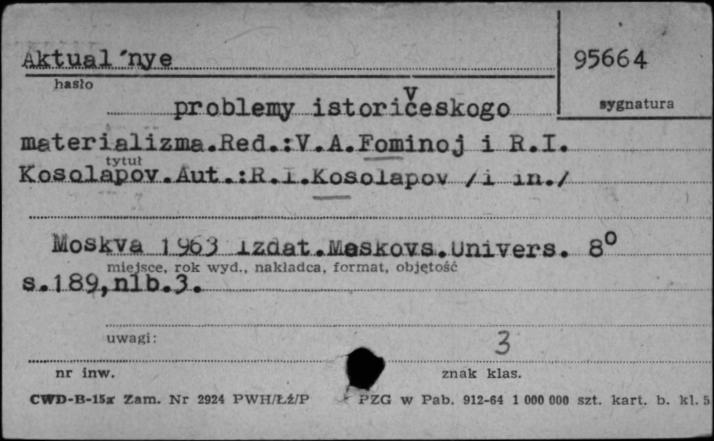 Aktual´nye
95664
hasło
sygnatura
problemy istoričeskogo
materializma.Red.:V.A.Fominoj i R.I.
tytuł
Kosolapov.Aut.:R.I.Kosolapov /i in./
Moskva 1963 Izdat.Moskovs.Univers. 8º
miejsce, rok wyd., nakładca, format, objętość
s.189,nlb.3.
uwagi:
3
nr inw.
znak klas.
CWD-B-15x Zam. Nr 2924 PWH/Łż/P PZG w Pab. 912-64 1 000 000 szt. kart. b. kl. 5